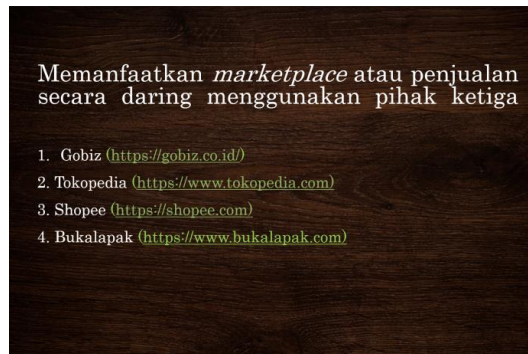 Memanfaatkan marketplace atau penjualan
secara daring menggunakan pihak ketiga
1. Gobiz (https://gobiz.co.id/)
2. Tokopedia (https://www.tokopedia.com)
3. Shopee (https://shopee.com)
4. Bukalapak (https://www.bukalapak.com)